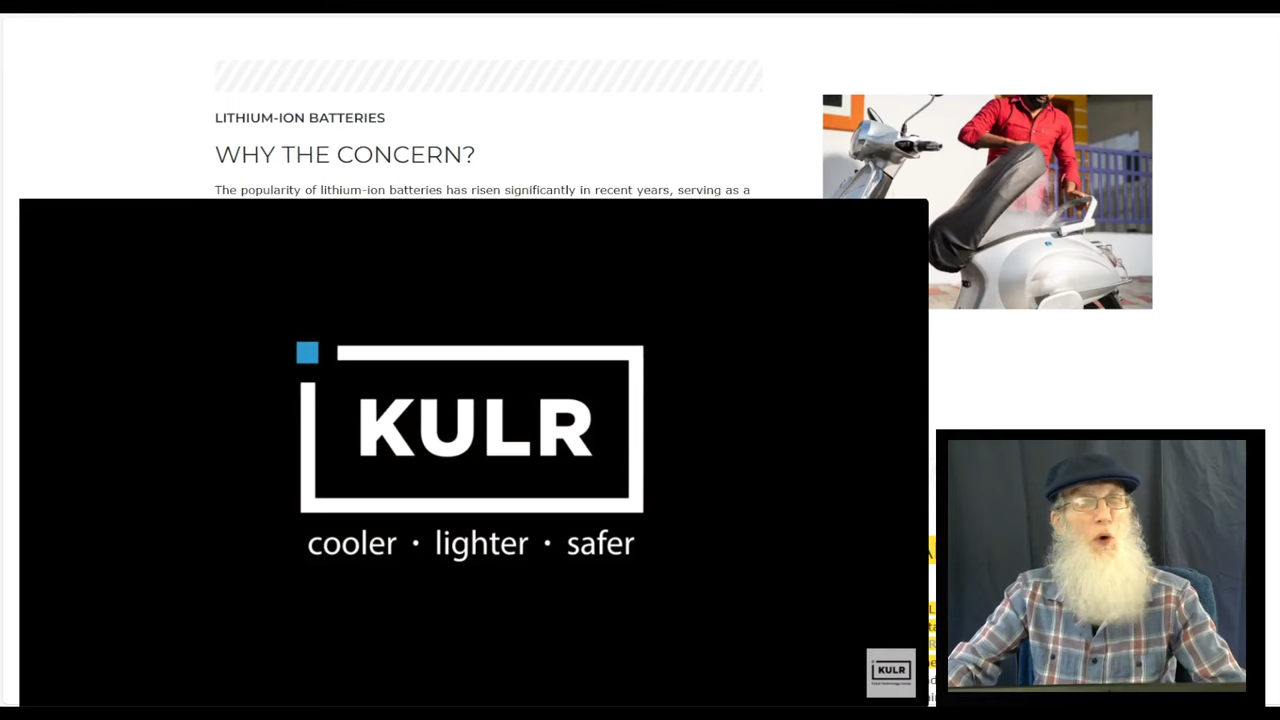 LITHIUM-ION BATTERIES
WHY THE CONCERN?
The popularity of lithium-ion batteries has risen significantly in recent years, serving as a
KULR
cooler · lighter · safer
KULR